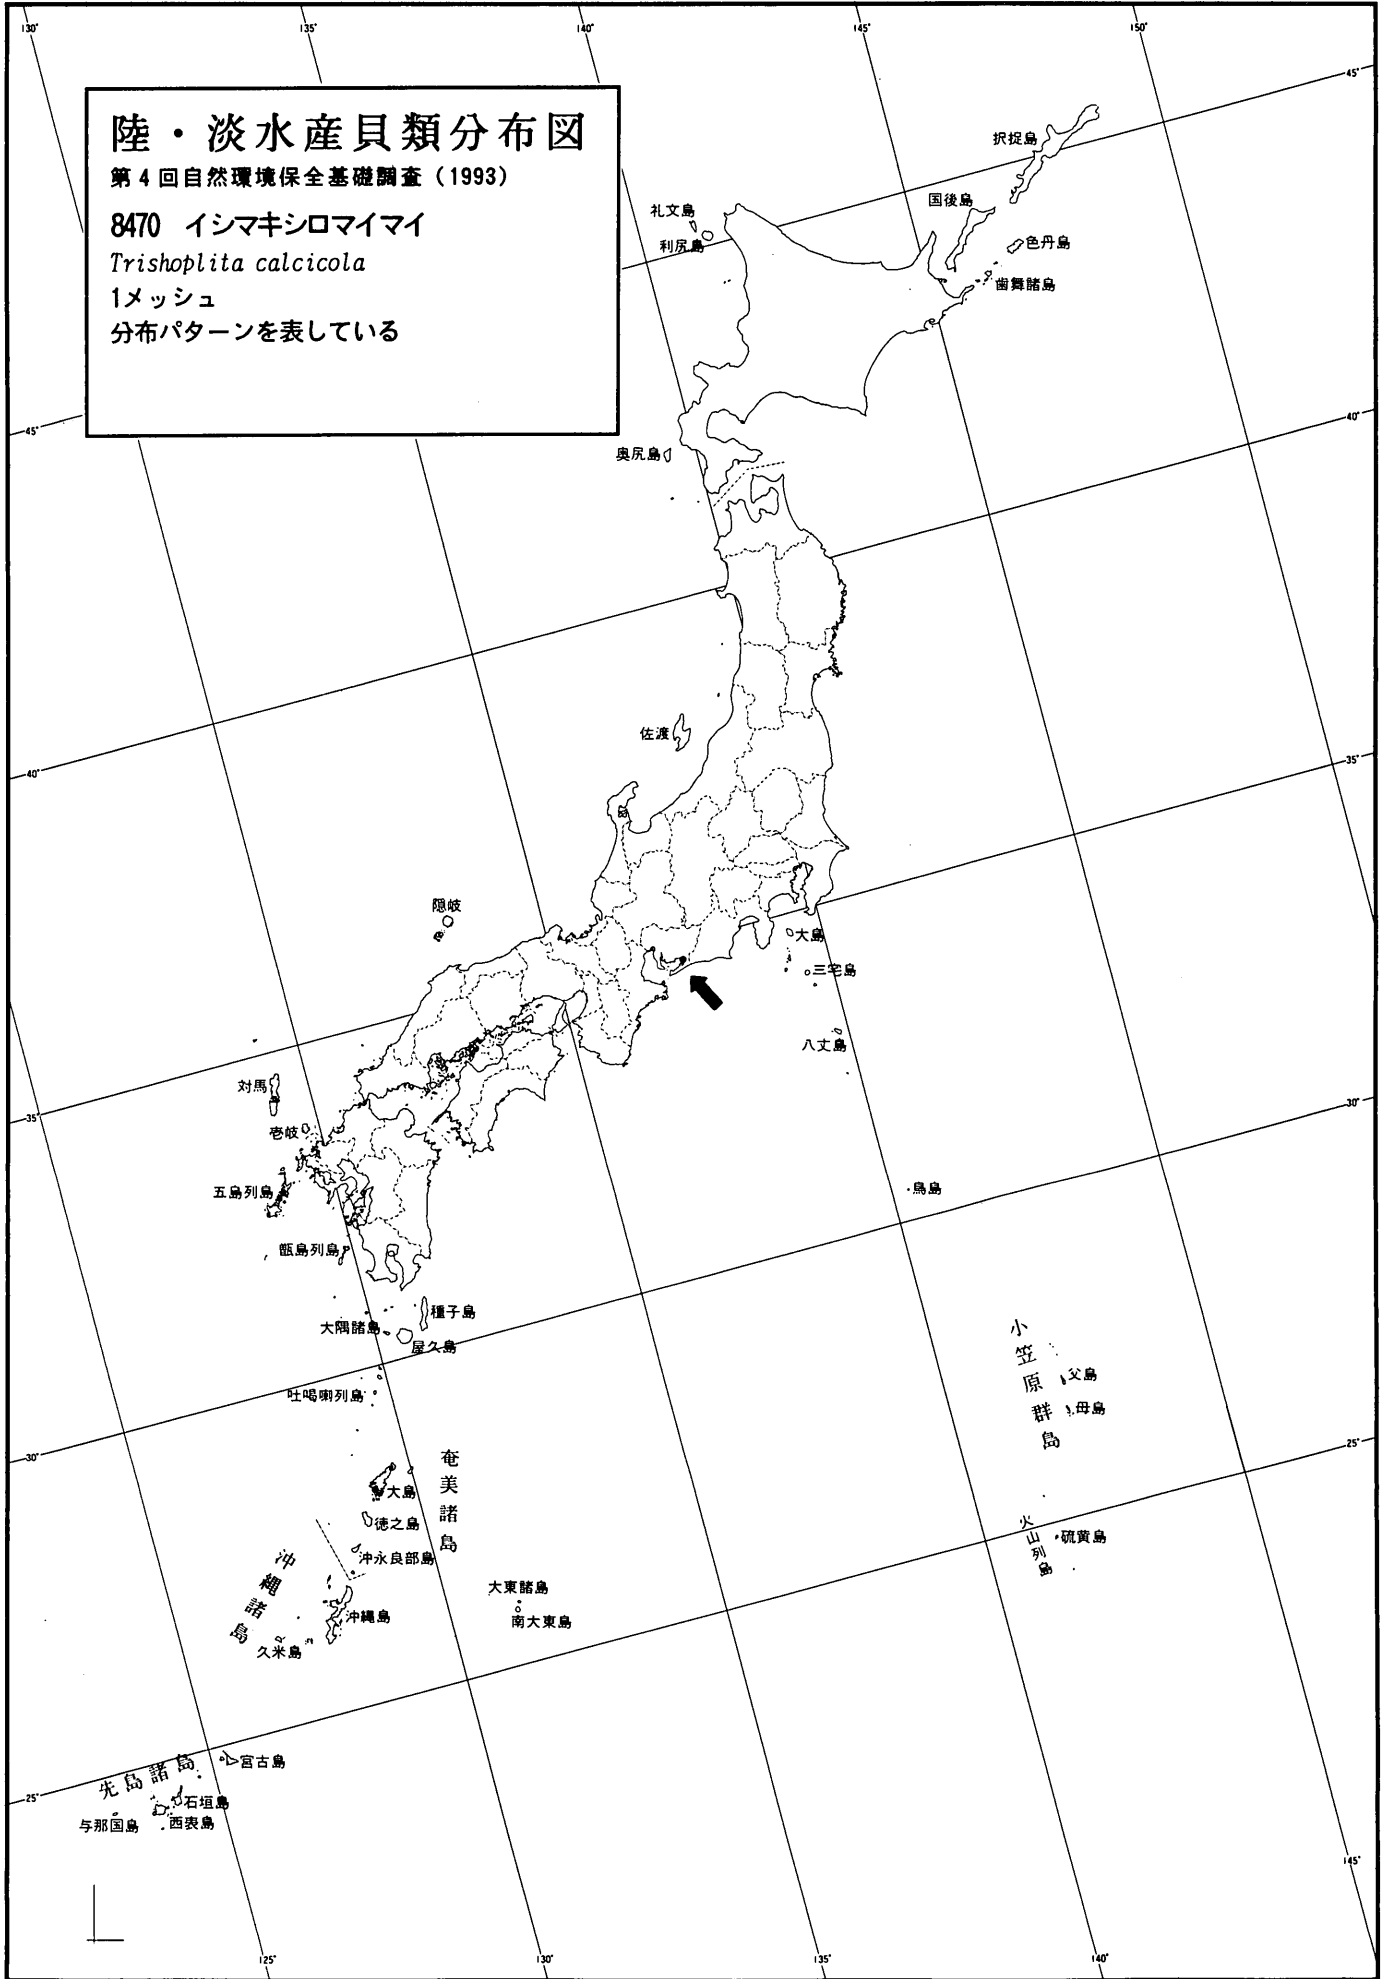 130°
135°
140°
145°
150°
陸・淡水産貝類分布図
第4回自然環境保全基礎調査（1993）
8470 イシマキシロマイマイ
Trishoplita calcicola
1メッシュ
分布パターンを表している
45°
択捉島
国後島
礼文島
利尻島
色丹島
歯舞諸島
40°
45°
奥尻島
佐渡
35°
40°
隠岐
大島
三宅島
八丈島
対馬
30°
35°
壱岐
五島列島
鳥島
甑島列島
種子島
大隅諸島
屋久島
小笠原群島
父島
吐喝喇列島
母島
25°
30°
奄美諸島
大島
徳之島
火山列島
硫黄島
沖永良部島
沖縄諸島
大東諸島
沖縄島
南大東島
久米島
宮古島
先島諸島
25°
石垣島
与那国島
西表島
145°
125°
130°
135°
140°